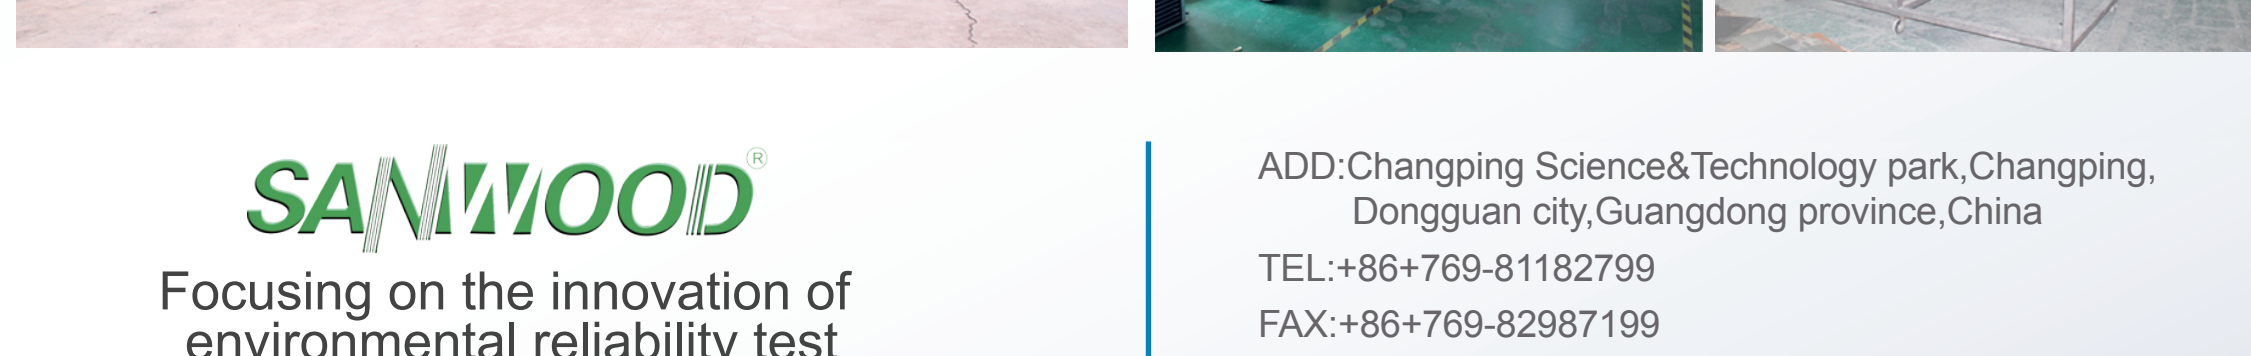 SANWOOD®
Focusing on the innovation of
environmental reliability test
ADD:Changping Science&Technology park,Changping,
Dongguan city,Guangdong province,China
TEL:+86+769-81182799
FAX:+86+769-82987199